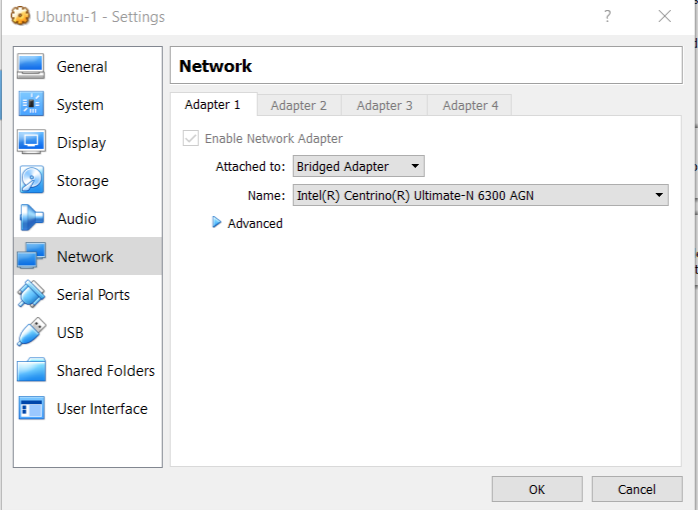 Ubuntu-1 - Settings
General
System
Display
Storage
Audio
Network
Serial Ports
USB
Shared Folders
User Interface
Network
Adapter 1
Adapter 2
Adapter 3
Adapter 4
Enable Network Adapter
Attached to: Bridged Adapter
Name: Intel(R) Centrino(R) Ultimate-N 6300 AGN
Advanced
OK
Cancel